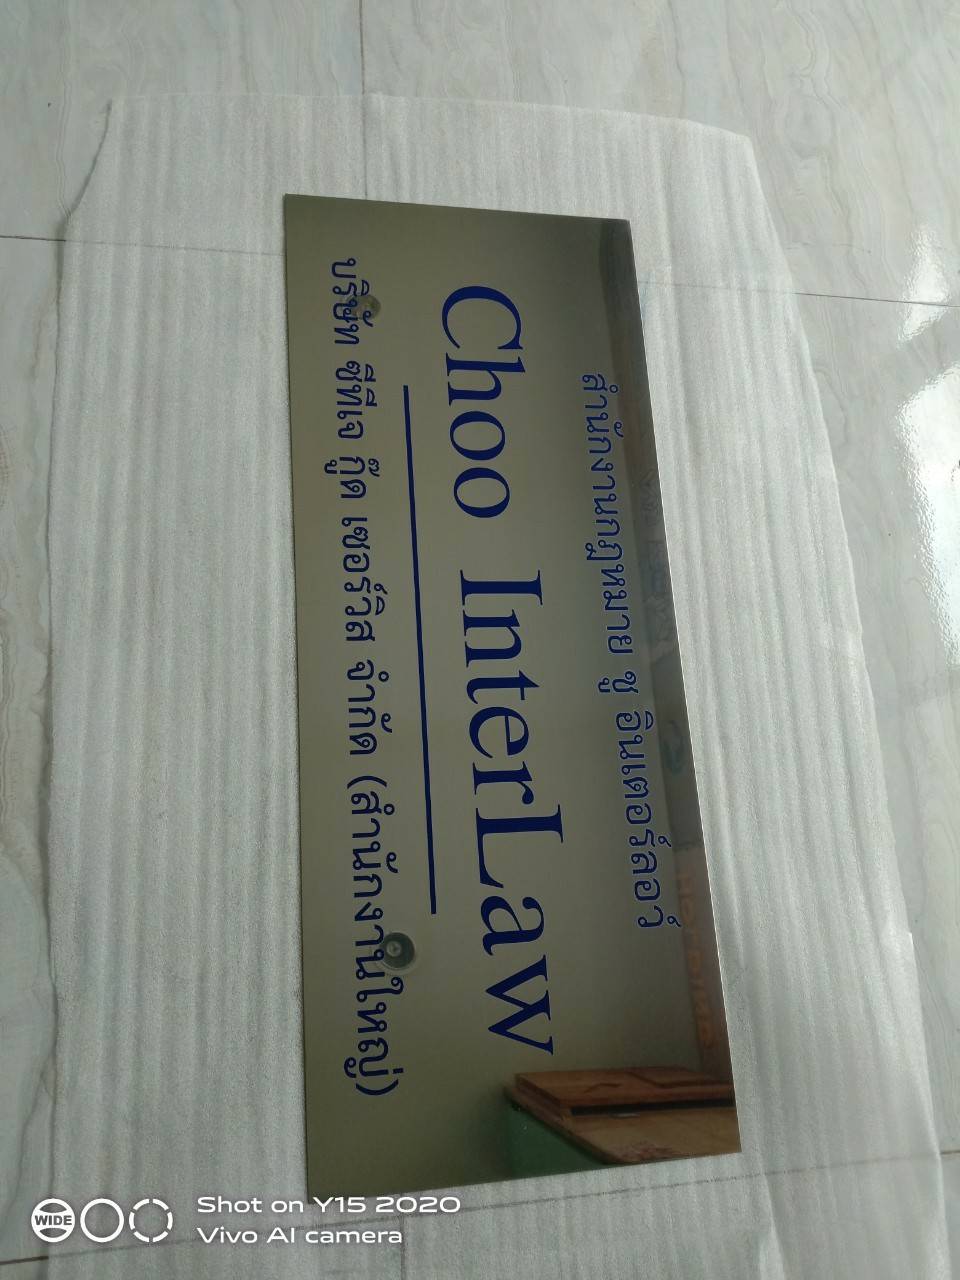 สำนักงานกฎหมาย ชู อินเตอร์ลอว์
Choo InterLaw
บริษัท ซีทีเจ กู๊ด เซอร์วิส จำกัด (สำนักงานใหญ่)
WIDE
Shot on Y15 2020
Vivo AI camera